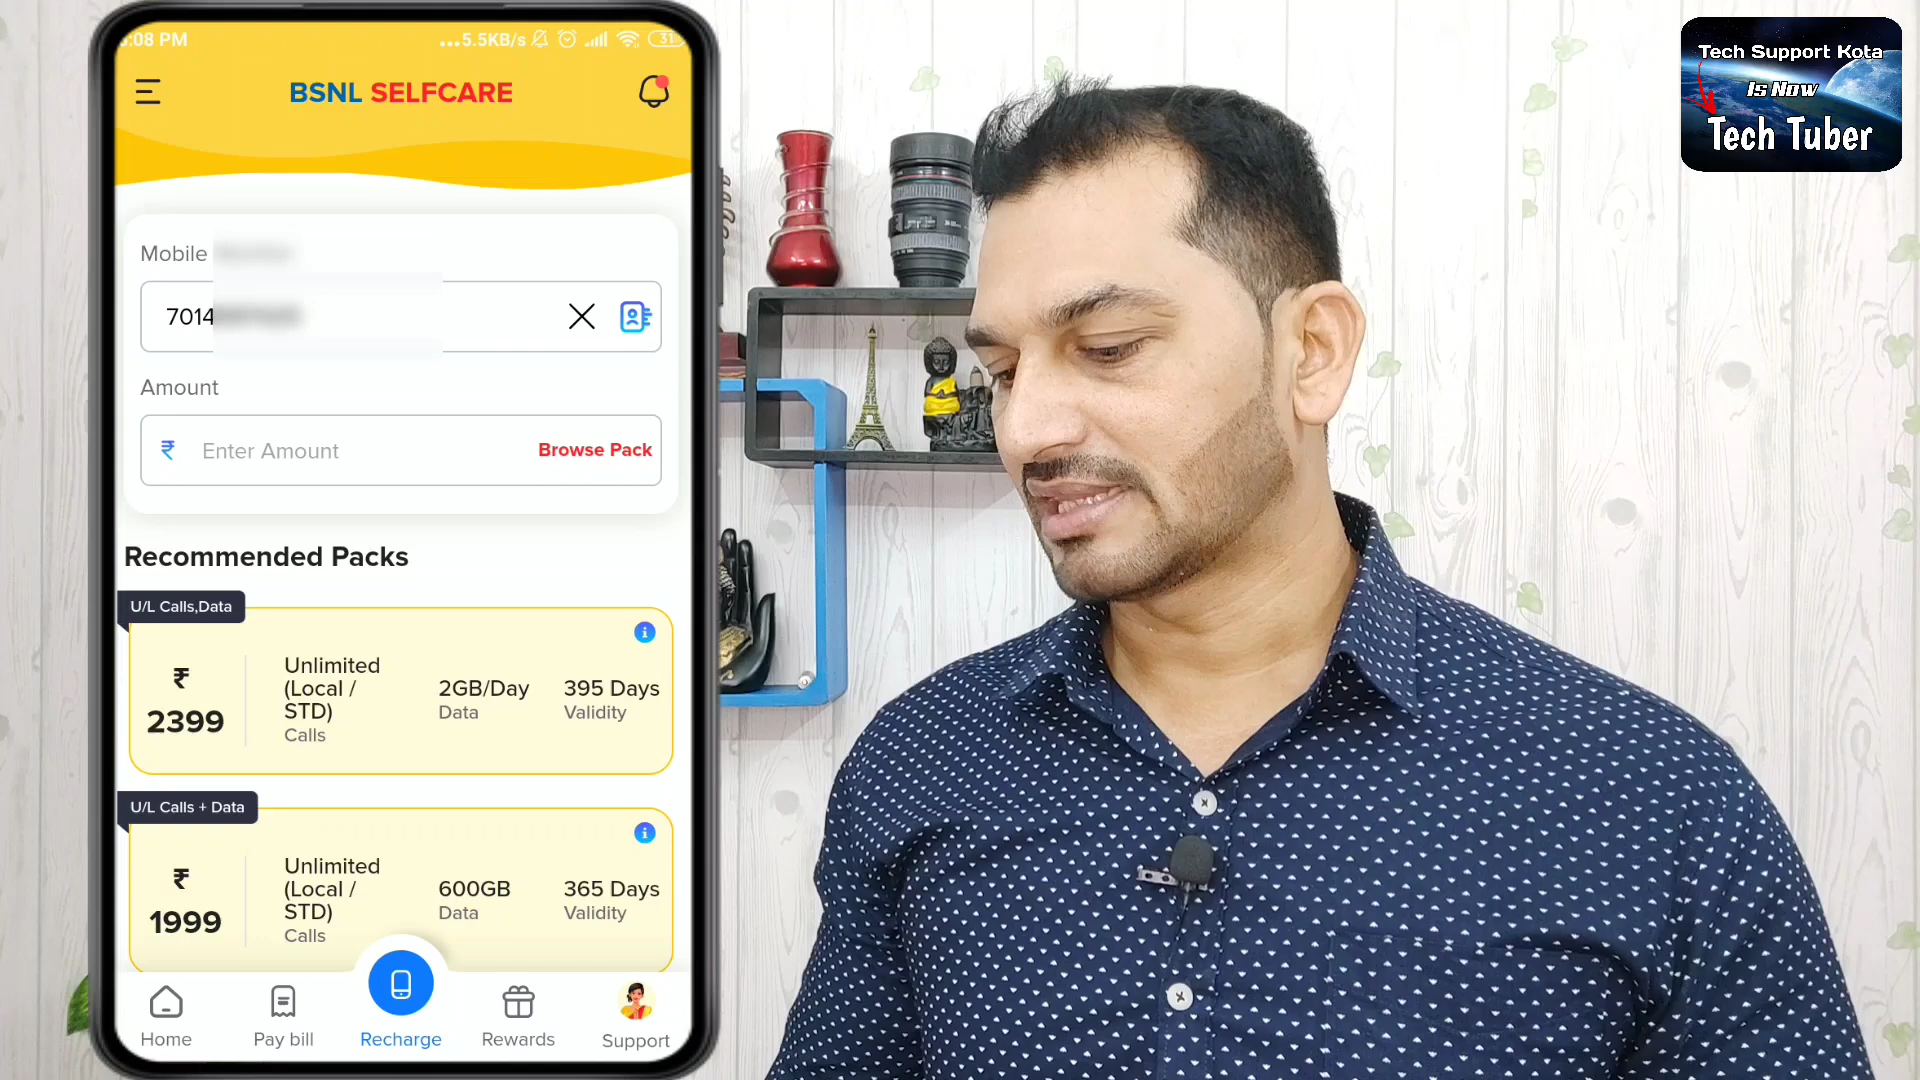 :08 PM
...5.5KB/s
31
BSNL SELFCARE
Mobile
7014
Amount
₹ Enter Amount Browse Pack
Recommended Packs
U/L Calls,Data
₹
2399
Unlimited
(Local /
STD)
Calls
2GB/Day
Data
395 Days
Validity
U/L Calls + Data
₹
1999
Unlimited
(Local /
STD)
Calls
600GB
Data
365 Days
Validity
Home
Pay bill
Recharge
Rewards
Support
Tech Support Kota
Is Now
Tech Tuber